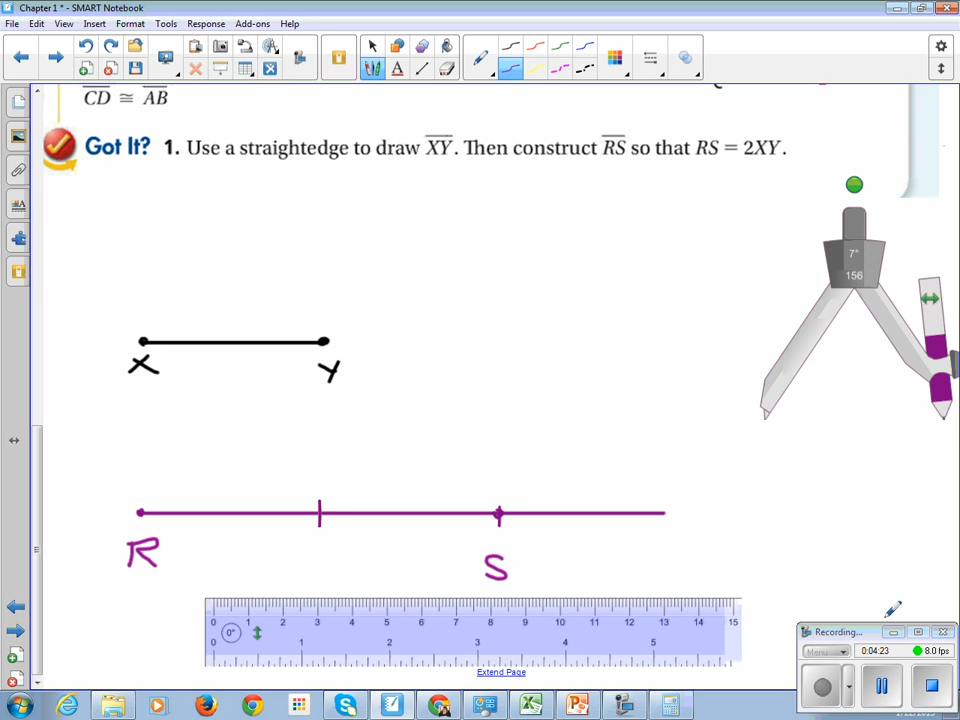 Chapter 1 * - SMART Notebook
File Edit View Insert Format Tools Response Add-ons Help
CD ≅ AB
Got It? 1. Use a straightedge to draw XY. Then construct RS so that RS = 2XY.
7°
156
X Y
R S
0 1 2 3 4 5 6 7 8 9 10 11 12 13 14 15
0°
0 1 2 3 4 5
Extend Page
Recording...
Menu 0:04:23 8.0 fps